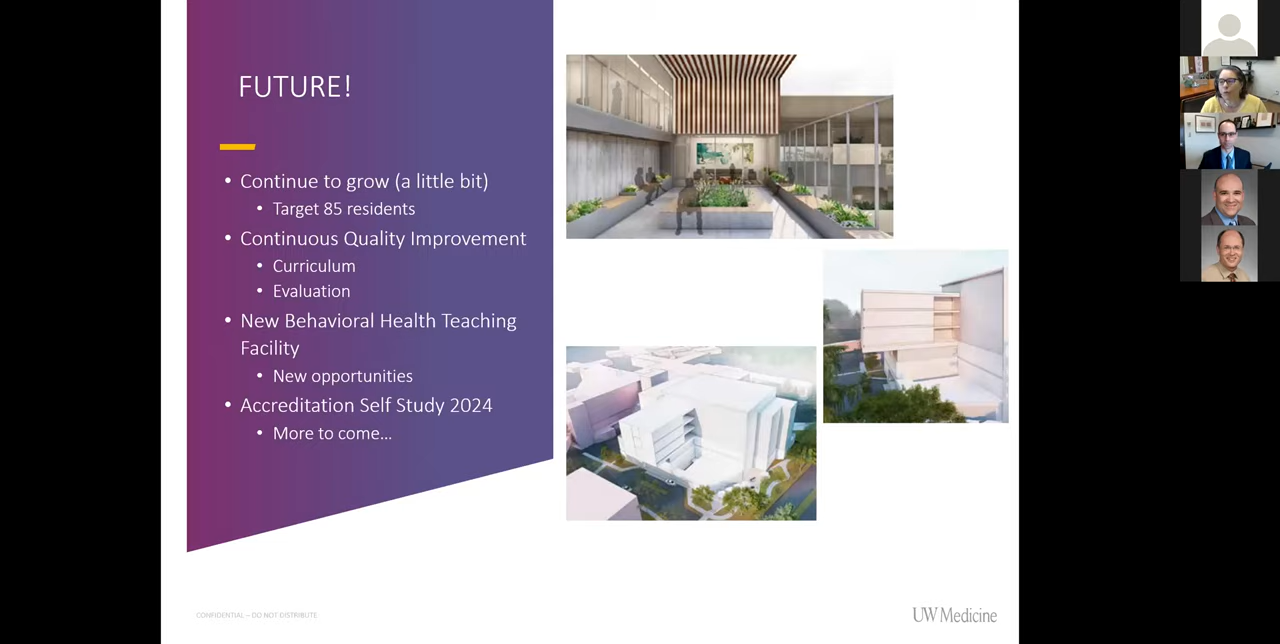 FUTURE!
• Continue to grow (a little bit)
• Target 85 residents
• Continuous Quality Improvement
• Curriculum
• Evaluation
• New Behavioral Health Teaching
Facility
• New opportunities
• Accreditation Self Study 2024
• More to come...
CONFIDENTIAL – DO NOT DISTRIBUTE
UW Medicine